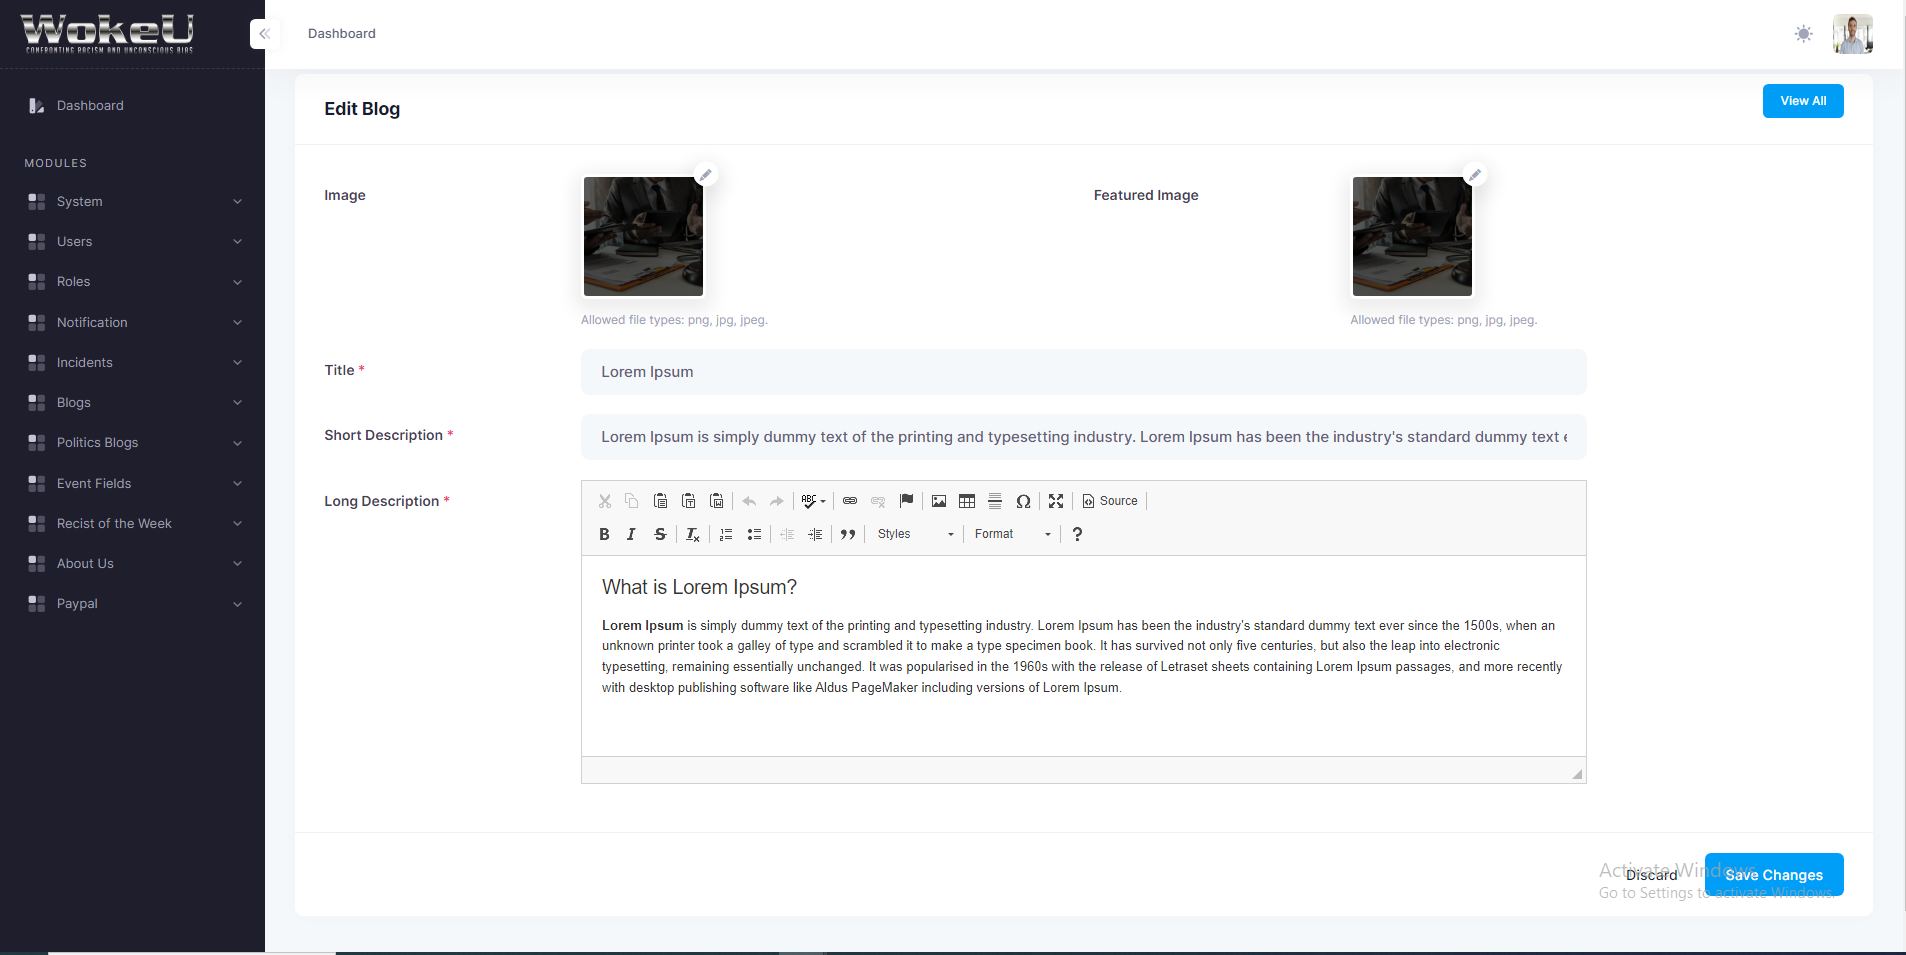 WokeU
CONFRONTING RACISM AND UNCONSCIOUS BIAS
Dashboard
Dashboard
MODULES
System
Users
Roles
Notification
Incidents
Blogs
Politics Blogs
Event Fields
Recist of the Week
About Us
Paypal
Edit Blog
View All
Image
Allowed file types: png, jpg, jpeg.
Featured Image
Allowed file types: png, jpg, jpeg.
Title *
Lorem Ipsum
Short Description *
Lorem Ipsum is simply dummy text of the printing and typesetting industry. Lorem Ipsum has been the industry's standard dummy text e
Long Description *
ABC
Source
B I S Tx
Styles
Format
?
What is Lorem Ipsum?
Lorem Ipsum is simply dummy text of the printing and typesetting industry. Lorem Ipsum has been the industry's standard dummy text ever since the 1500s, when an
unknown printer took a galley of type and scrambled it to make a type specimen book. It has survived not only five centuries, but also the leap into electronic
typesetting, remaining essentially unchanged. It was popularised in the 1960s with the release of Letraset sheets containing Lorem Ipsum passages, and more recently
with desktop publishing software like Aldus PageMaker including versions of Lorem Ipsum.
Discard
Save Changes
Activate Windows
Go to Settings to activate Windows.